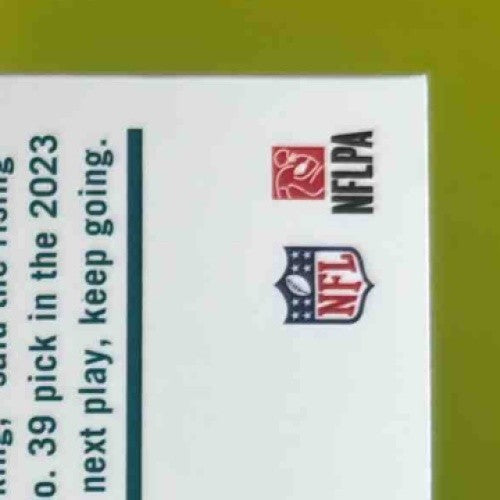 o. 39 pick in the 2023
next play, keep going.
NFLPA
NFL